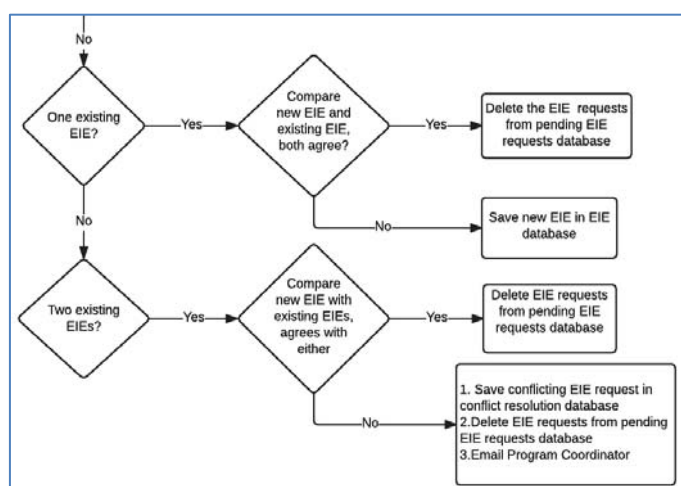 No
One existing
EIE?
Yes
Compare
new EIE and
existing EIE,
both agree?
Yes
Delete the EIE requests
from pending EIE
requests database
No
Save new EIE in EIE
database
No
Two existing
EIEs?
Yes
Compare
new EIE with
existing EIEs,
agrees with
either
Yes
Delete EIE requests
from pending EIE
requests database
No
1. Save conflicting EIE request in
conflict resolution database
2.Delete EIE requests from pending
EIE requests database
3.Email Program Coordinator